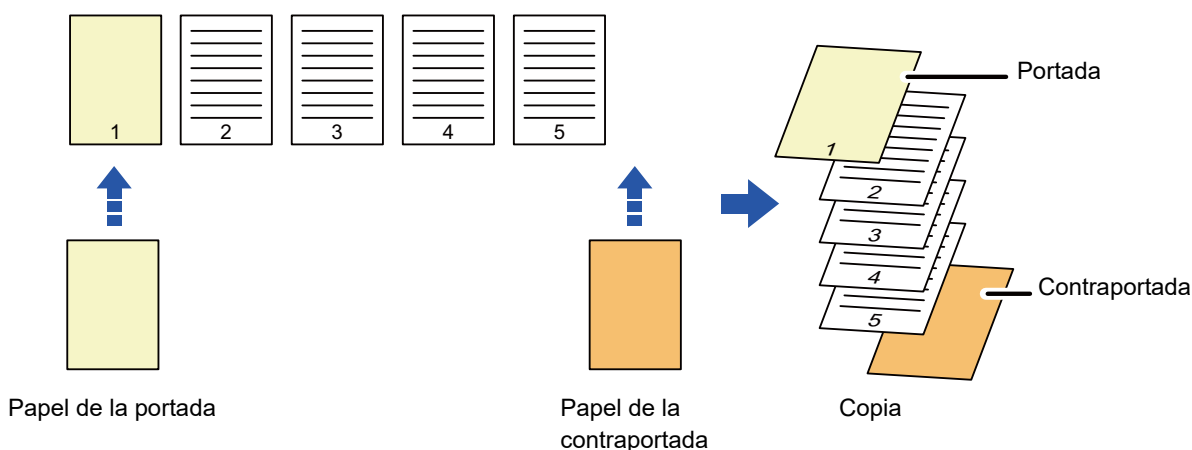 1 2 3 4 5
Portada
1
2
3
4
5
Contraportada
Papel de la portada
Papel de la
contraportada
Copia